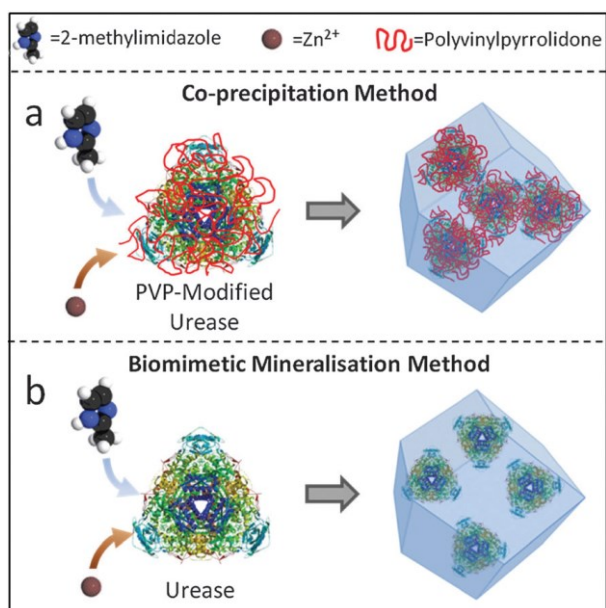 =2-methylimidazole =Zn2+ =Polyvinylpyrrolidone
Co-precipitation Method
a
PVP-Modified
Urease
Biomimetic Mineralisation Method
b
Urease